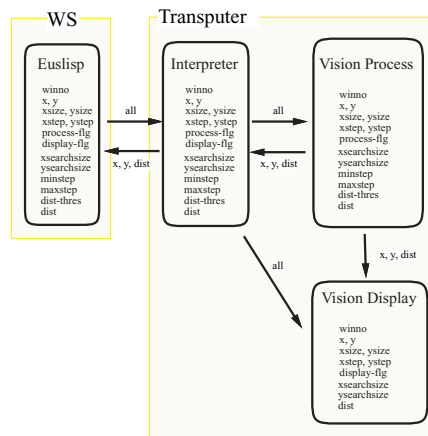 WS
Transputer
Euslisp
winno
x, y
xsize, ysize
xstep, ystep
process-flg
display-flg
xsearchsize
ysearchsize
minstep
maxstep
dist-thres
dist
all
x, y, dist
Interpreter
winno
x, y
xsize, ysize
xstep, ystep
process-flg
display-flg
xsearchsize
ysearchsize
minstep
maxstep
dist-thres
dist
all
x, y, dist
Vision Process
winno
x, y
xsize, ysize
xstep, ystep
process-flg
xsearchsize
ysearchsize
minstep
maxstep
dist-thres
dist
all
x, y, dist
Vision Display
winno
x, y
xsize, ysize
xstep, ystep
display-flg
xsearchsize
ysearchsize
dist